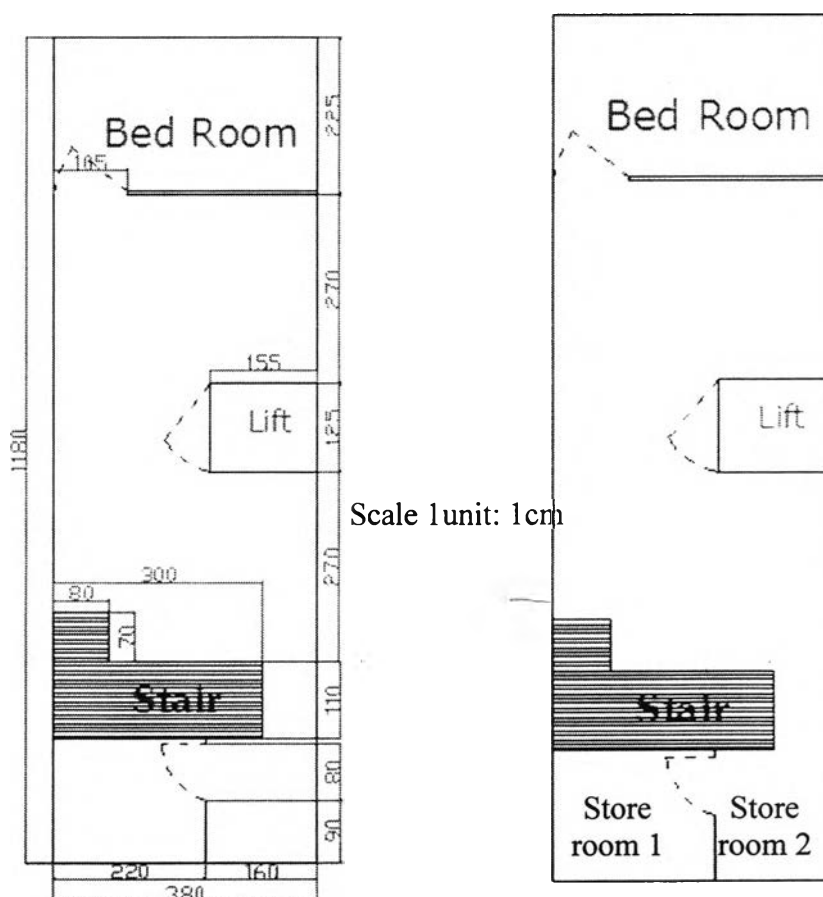 Bed Room
105
225
270
155
Lift
125
1180
Scale 1unit: 1cm
270
300
80
70
Stair
110
80
90
220
160
380
Bed Room
Lift
Stair
Store
room 1
Store
room 2